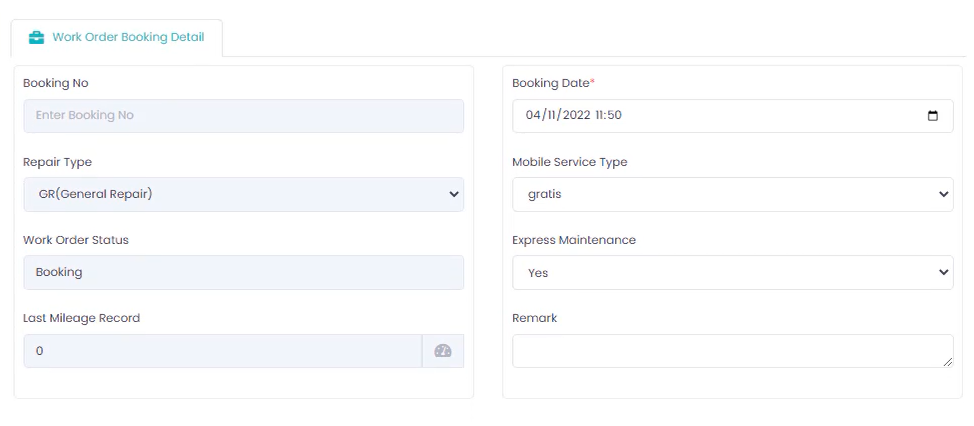 Work Order Booking Detail
Booking No
Enter Booking No
Repair Type
GR(General Repair)
Work Order Status
Booking
Last Mileage Record
0
Booking Date*
04/11/2022 11:50
Mobile Service Type
gratis
Express Maintenance
Yes
Remark